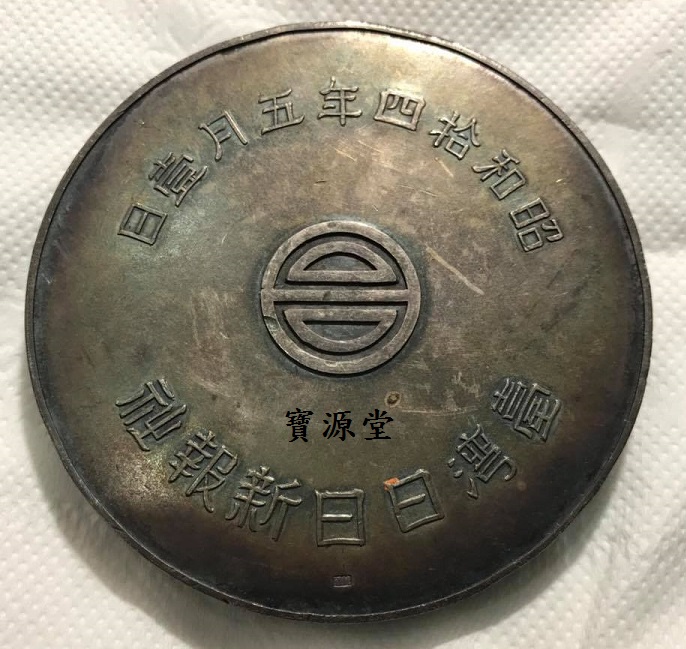 昭和拾四年五月壹日
寶源堂
臺灣日日新報社